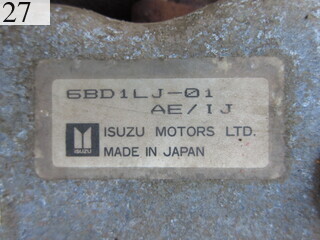 27
6BD1LJ-01
AE/IJ
ISUZU
ISUZU MOTORS LTD.
MADE IN JAPAN